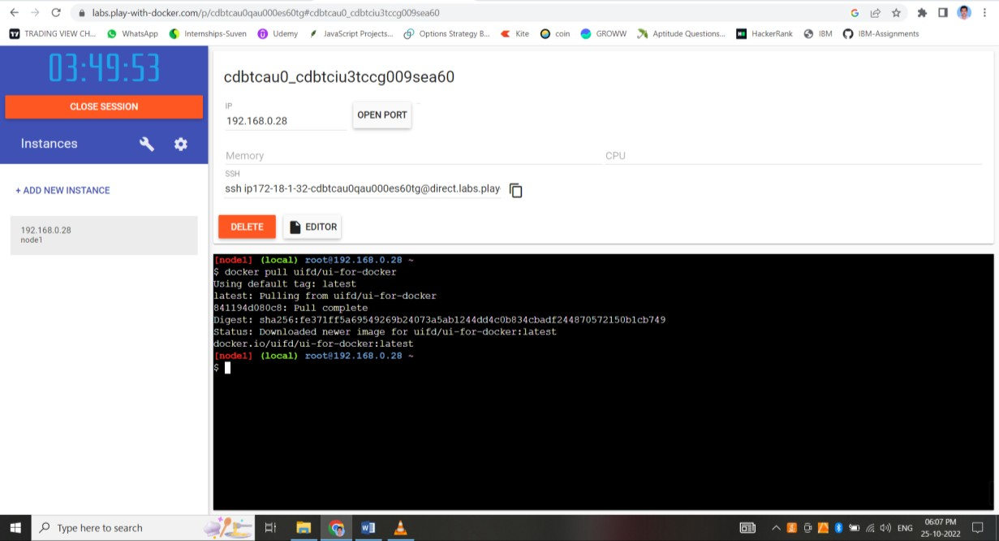 labs.play-with-docker.com/p/cdbtcau0qau000es60tg#cdbtcau0_cdbtciu3tccg009sea60
TRADING VIEW CH... WhatsApp Internships-Suven Udemy JavaScript Projects... Options Strategy B... Kite coin GROWW Aptitude Questions... HackerRank IBM IBM-Assignments
03:49:53
CLOSE SESSION
Instances
+ ADD NEW INSTANCE
192.168.0.28
node1
cdbtcau0_cdbtciu3tccg009sea60
IP
192.168.0.28
OPEN PORT
Memory
CPU
SSH
ssh ip172-18-1-32-cdbtcau0qau000es60tg@direct.labs.play-
DELETE
EDITOR
[node1] (local) root@192.168.0.28 ~
$ docker pull uifd/ui-for-docker
Using default tag: latest
latest: Pulling from uifd/ui-for-docker
841194d080c8: Pull complete
Digest: sha256:fe371ff5a69549269b24073a5ab1244dd4c0b834cbadf244870572150b1cb749
Status: Downloaded newer image for uifd/ui-for-docker:latest
docker.io/uifd/ui-for-docker:latest
[node1] (local) root@192.168.0.28 ~
$
Type here to search
ENG
06:07 PM
25-10-2022